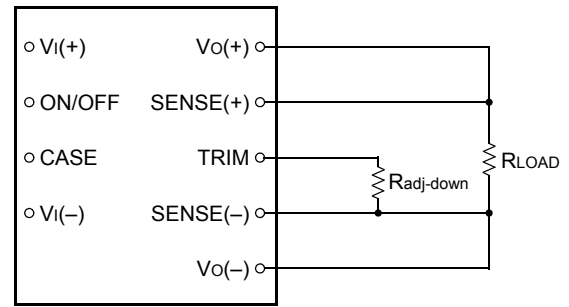 VI(+) VO(+)
ON/OFF SENSE(+)
CASE TRIM
Radj-down
RLOAD
VI(–) SENSE(–)
VO(–)